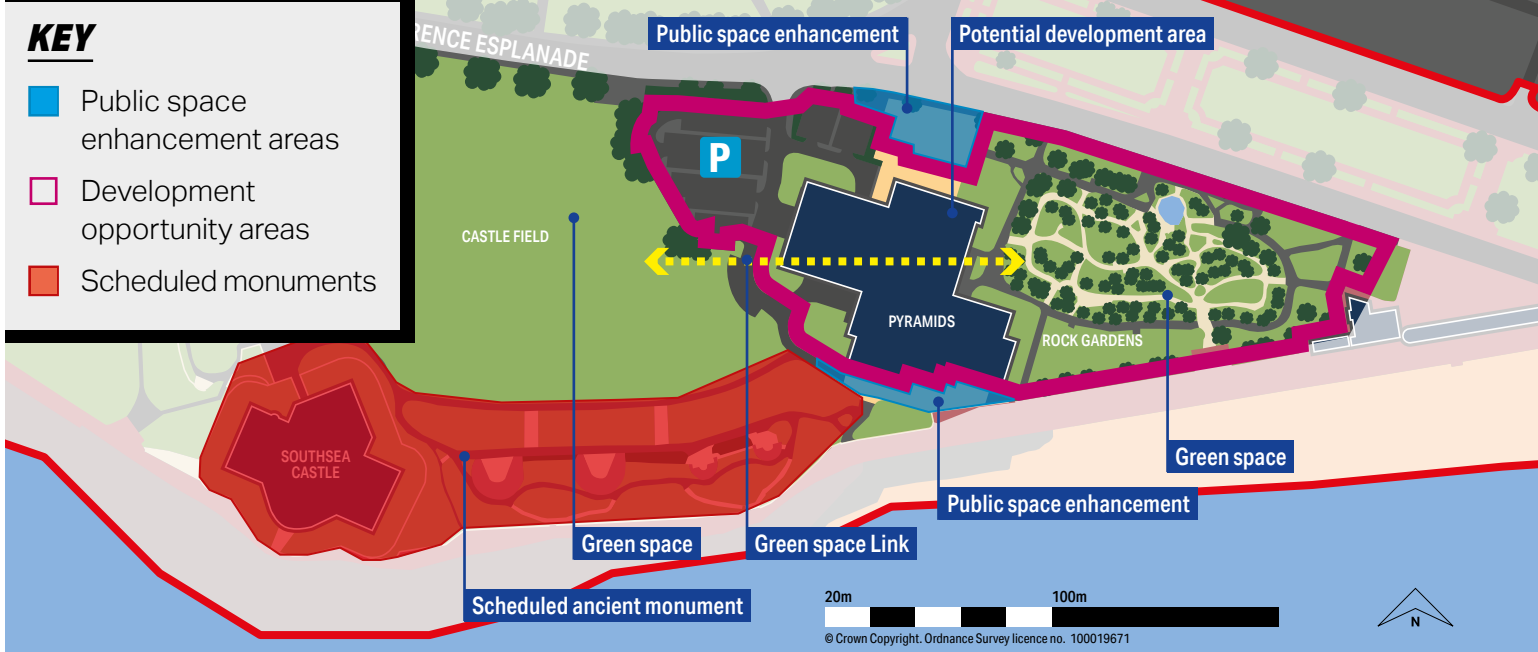 KEY
Public space
enhancement areas
Development
opportunity areas
Scheduled monuments
RENCE ESPLANADE
Public space enhancement
Potential development area
P
CASTLE FIELD
PYRAMIDS
ROCK GARDENS
SOUTHSEA
CASTLE
Green space
Public space enhancement
Green space
Green space Link
Scheduled ancient monument
20m
100m
© Crown Copyright. Ordnance Survey licence no. 100019671
N